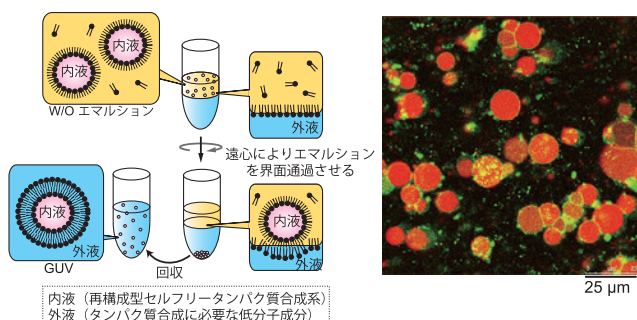 内液
内液
W/O エマルション
外液
遠心によりエマルション
を界面通過させる
内液
外液
GUV
回収
内液
外液
内液（再構成型セルフリータンパク質合成系）
外液（タンパク質合成に必要な低分子成分）
25 μm